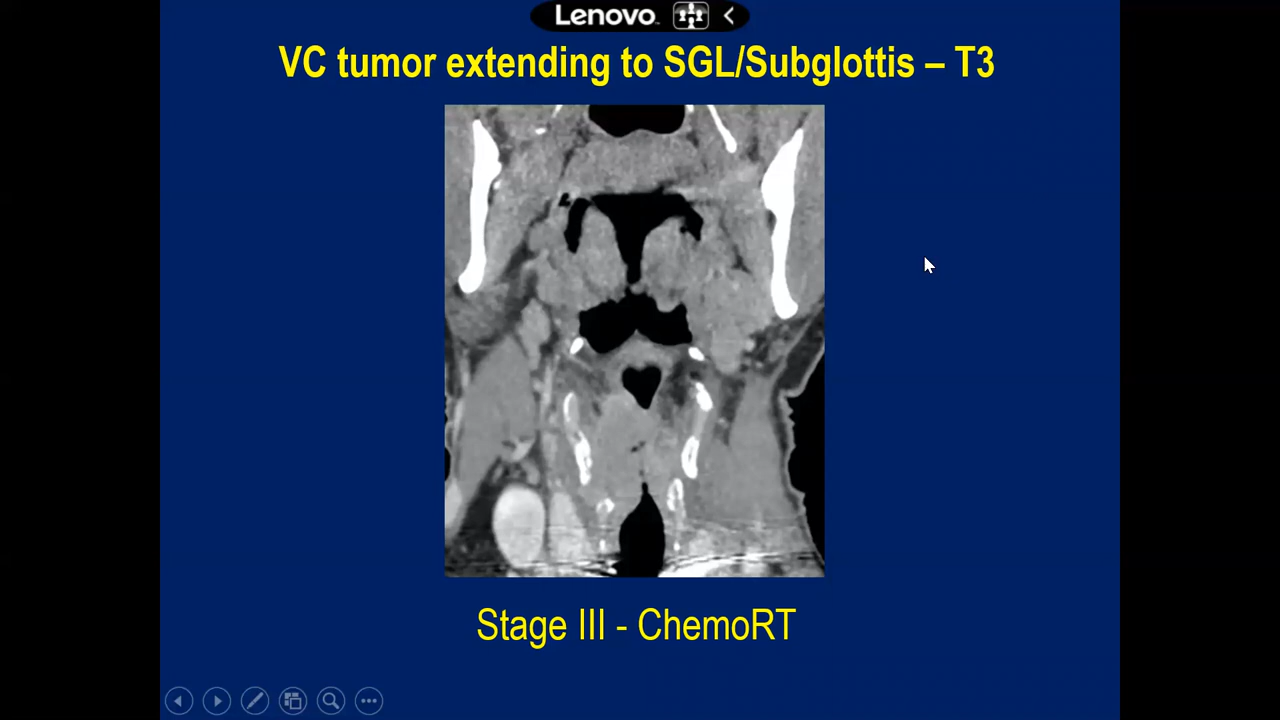 Lenovo
VC tumor extending to SGL/Subglottis – T3
Stage III - ChemoRT